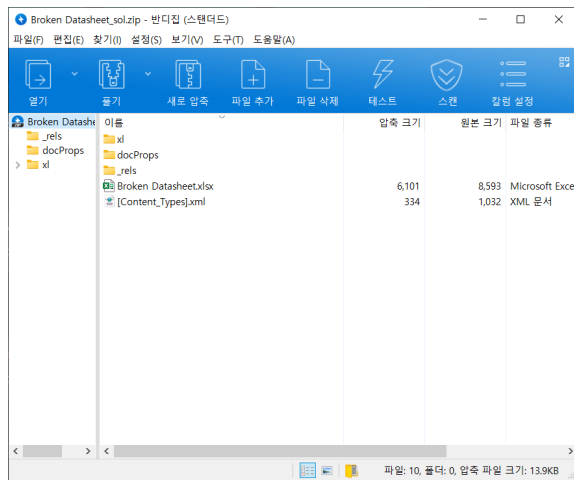 Broken Datasheet_sol.zip - 반디집 (스탠더드)
파일(F) 편집(E) 찾기(I) 설정(S) 보기(V) 도구(T) 도움말(A)
열기 풀기 새로 압축 파일 추가 파일 삭제 테스트 스캔 칼럼 설정
Broken Datashe
_rels
docProps
xl
이름 압축 크기 원본 크기 파일 종류
xl
docProps
_rels
Broken Datasheet.xlsx 6,101 8,593 Microsoft Exce
[Content_Types].xml 334 1,032 XML 문서
파일: 10, 폴더: 0, 압축 파일 크기: 13.9KB